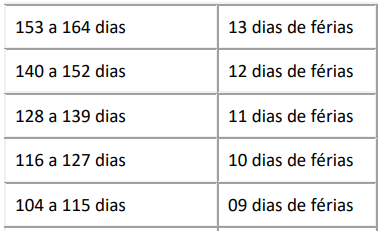 153 a 164 dias 13 dias de férias
140 a 152 dias 12 dias de férias
128 a 139 dias 11 dias de férias
116 a 127 dias 10 dias de férias
104 a 115 dias 09 dias de férias